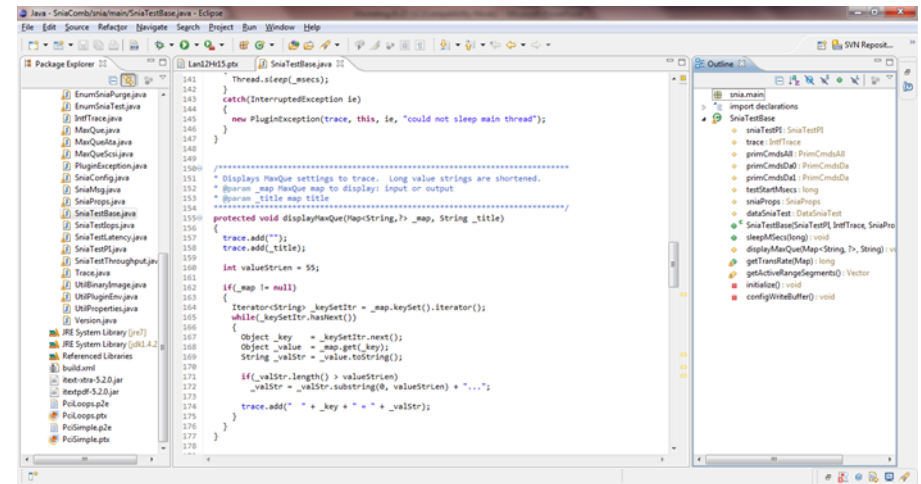 Java - SniaComb/snia/main/SniaTestBase.java - Eclipse
File Edit Source Refactor Navigate Search Project Run Window Help
SVN Reposit...
Package Explorer
EnumSniaPurge.java
EnumSniaTest.java
IntfTrace.java
MaxQue.java
MaxQueAta.java
MaxQueScsi.java
PluginException.java
SniaConfig.java
SniaMsg.java
SniaProps.java
SniaTestBase.java
SniaTestIops.java
SniaTestLatency.java
SniaTestPI.java
SniaTestThroughput.jav
Trace.java
UtilBinaryImage.java
UtilPluginEnv.java
UtilProperties.java
Version.java
JRE System Library [jre7]
JRE System Library [jdk1.4.2
Referenced Libraries
build.xml
itext-xtra-5.2.0.jar
itextpdf-5.2.0.jar
PciLoops.p2e
PciLoops.ptx
PciSimple.p2e
PciSimple.ptx
Lan12Hr15.ptx
SniaTestBase.java
141 Thread.sleep(_msecs);
142 }
143 catch(InterruptedException ie)
144 {
145 new PluginException(trace, this, ie, "could not sleep main thread");
146 }
147 }
148
149
150 /************************************************************************
151 * Displays MaxQue settings to trace. Long value strings are shortened.
152 * @param _map MaxQue map to display: input or output
153 * @param _title map title
154 ************************************************************************/
155 protected void displayMaxQue(Map<String,?> _map, String _title)
156 {
157 trace.add("");
158 trace.add(_title);
159
160 int valueStrLen = 55;
161
162 if(_map != null)
163 {
164 Iterator<String> _keySetItr = _map.keySet().iterator();
165 while(_keySetItr.hasNext())
166 {
167 Object _key = _keySetItr.next();
168 Object _value = _map.get(_key);
169 String _valStr = _value.toString();
170
171 if(_valStr.length() > valueStrLen)
172 _valStr = _valStr.substring(0, valueStrLen) + "...";
173
174 trace.add(" " + _key + " = " + _valStr);
175 }
176 }
177 }
178
Outline
snia.main
import declarations
SniaTestBase
sniaTestPI : SniaTestPI
trace : IntfTrace
primCmdsAll : PrimCmdsAll
primCmdsDa0 : PrimCmdsDa
primCmdsDa1 : PrimCmdsDa
testStartMsecs : long
sniaProps : SniaProps
dataSniaTest : DataSniaTest
SniaTestBase(SniaTestPI, IntfTrace, SniaPro
sleepMSecs(long) : void
displayMaxQue(Map<String, ?>, String) : vo
getTransRate(Map) : long
getActiveRangeSegments() : Vector
initialize() : void
configWriteBuffer() : void